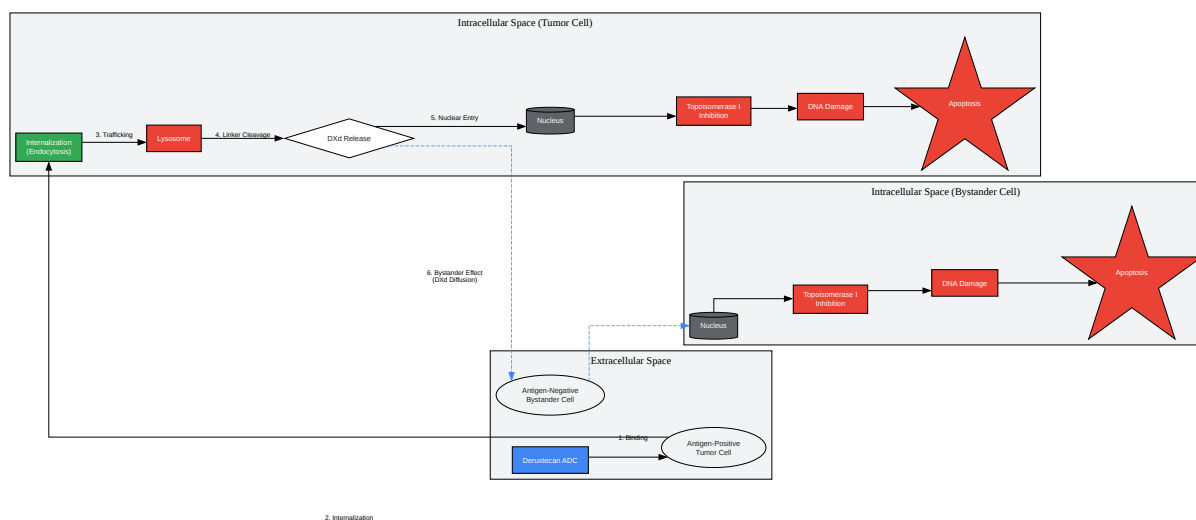 Intracellular Space (Tumor Cell)
Internalization
(Endocytosis)
3. Trafficking
Lysosome
4. Linker Cleavage
DXd Release
5. Nuclear Entry
Nucleus
Topoisomerase I
Inhibition
DNA Damage
Apoptosis
Intracellular Space (Bystander Cell)
Nucleus
Topoisomerase I
Inhibition
DNA Damage
Apoptosis
6. Bystander Effect
(DXd Diffusion)
Extracellular Space
Antigen-Negative
Bystander Cell
Deruxtecan ADC
1. Binding
Antigen-Positive
Tumor Cell
2. Internalization